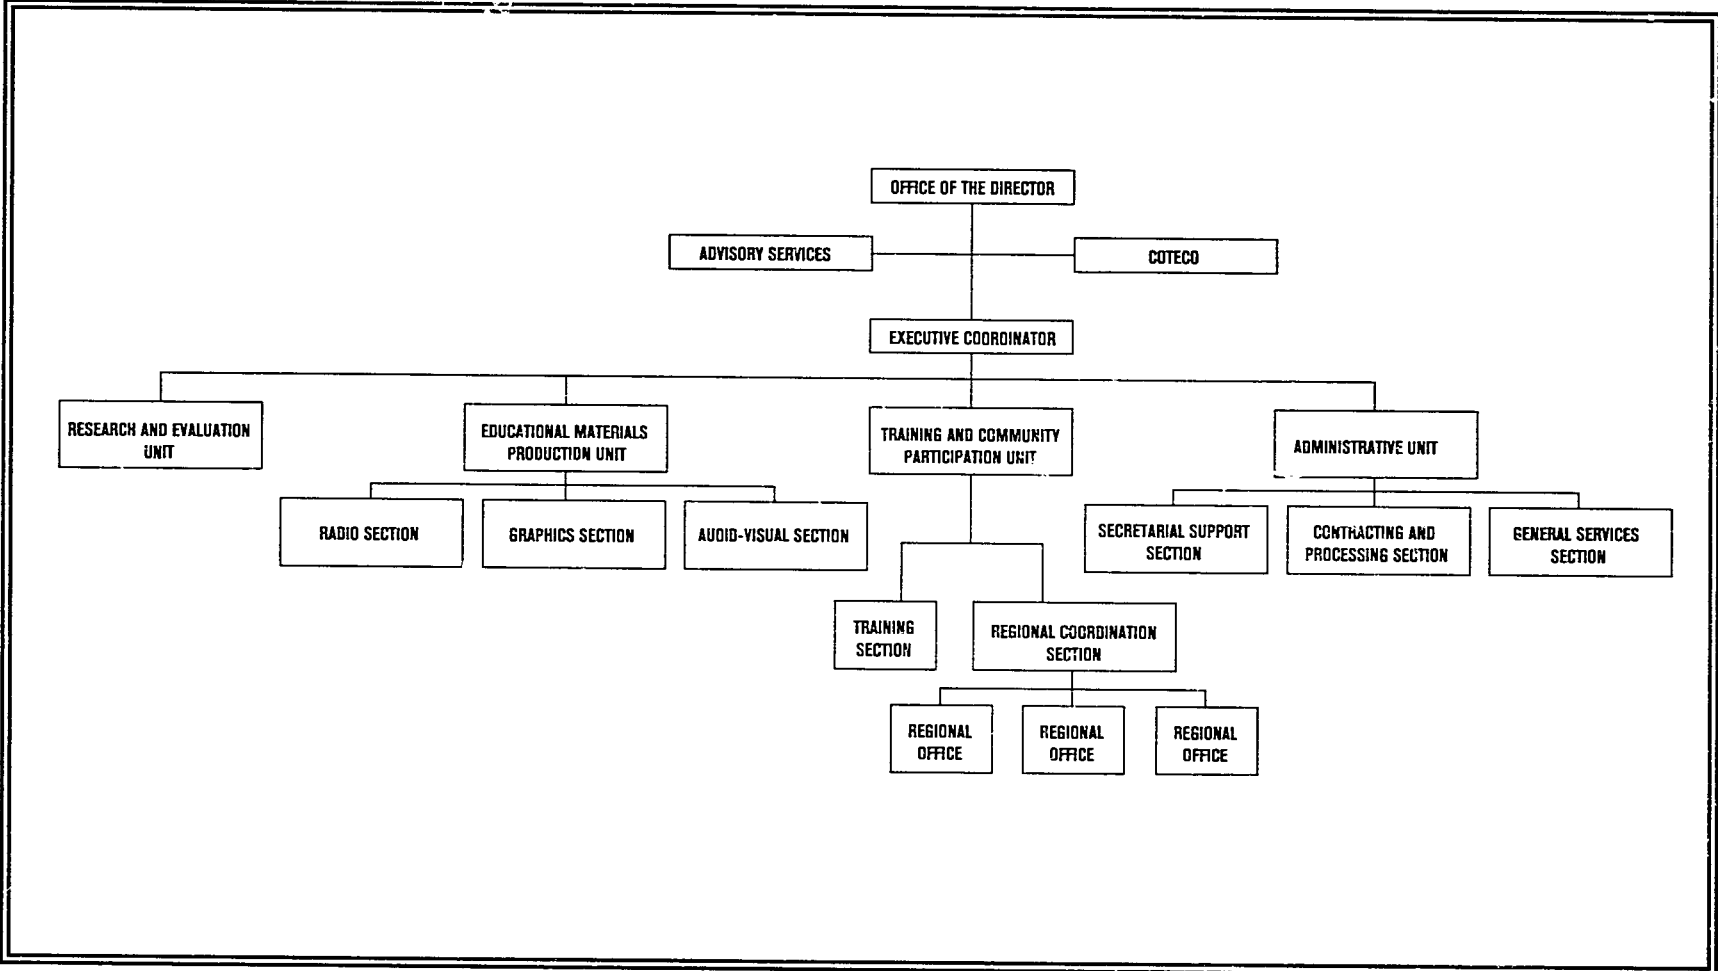 OFFICE OF THE DIRECTOR
ADVISORY SERVICES
COTECO
EXECUTIVE COORDINATOR
RESEARCH AND EVALUATION
UNIT
EDUCATIONAL MATERIALS
PRODUCTION UNIT
TRAINING AND COMMUNITY
PARTICIPATION UNIT
ADMINISTRATIVE UNIT
RADIO SECTION
GRAPHICS SECTION
AUDIO-VISUAL SECTION
SECRETARIAL SUPPORT
SECTION
CONTRACTING AND
PROCESSING SECTION
GENERAL SERVICES
SECTION
TRAINING
SECTION
REGIONAL COORDINATION
SECTION
REGIONAL
OFFICE
REGIONAL
OFFICE
REGIONAL
OFFICE